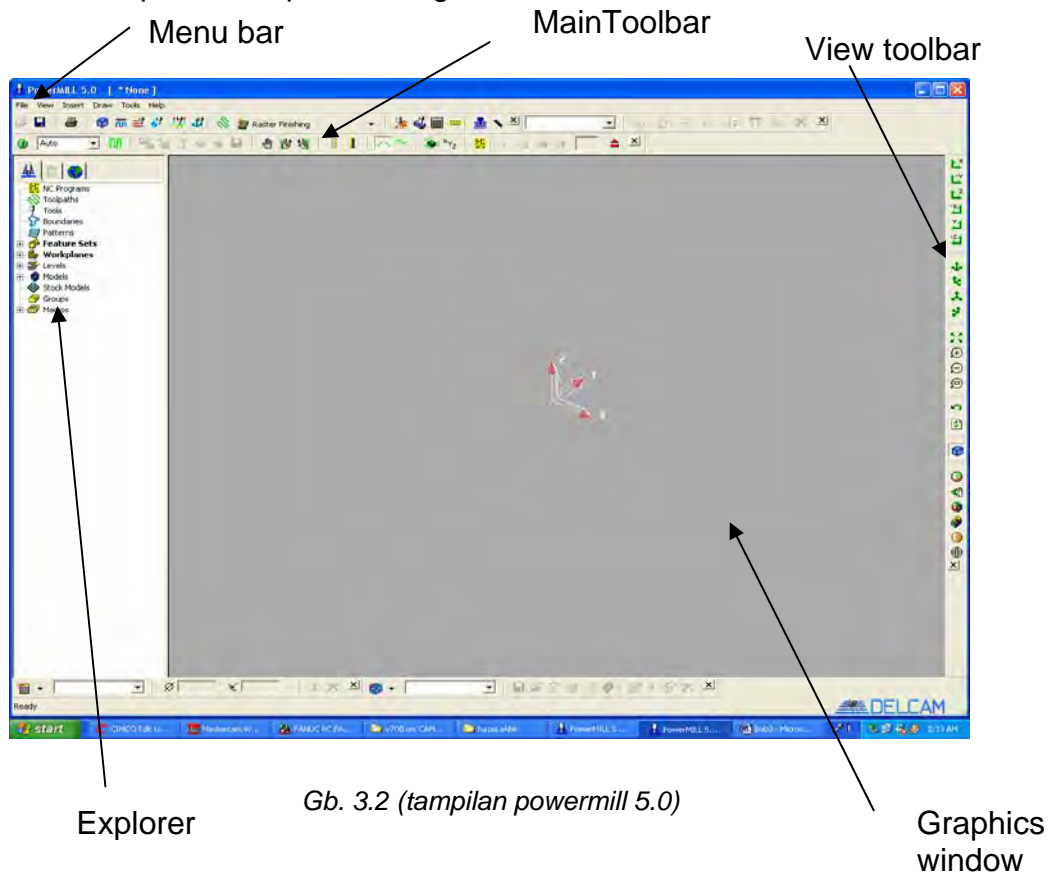 Menu bar
MainToolbar
View toolbar
PowerMILL 5.0 [ * None ]
File View Insert Draw Tools Help
Raster Finishing
Auto
NC Programs
Toolpaths
Tools
Boundaries
Patterns
Feature Sets
Workplanes
Levels
Models
Stock Models
Groups
Macros
Z
Y
X
Ready
DELCAM
start
Gb. 3.2 (tampilan powermill 5.0)
Explorer
Graphics
window